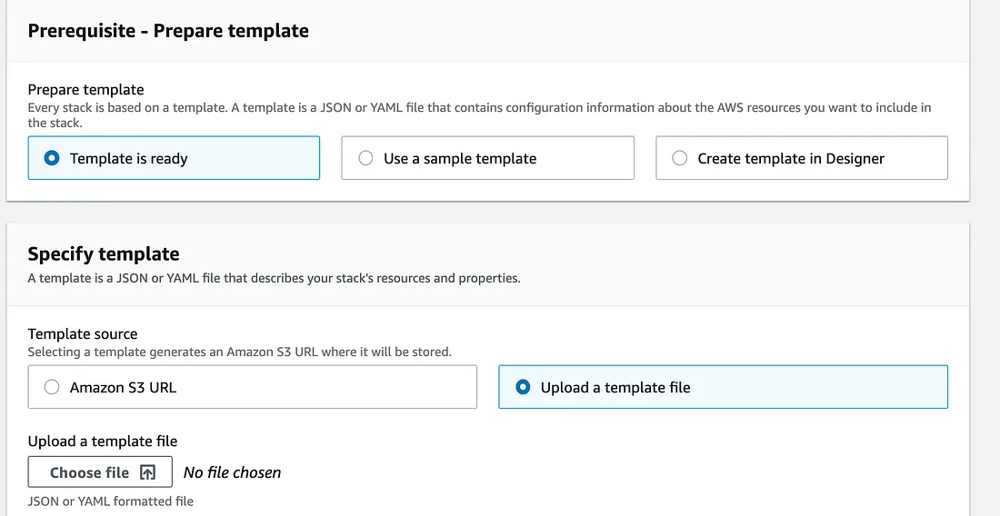 Prerequisite - Prepare template
Prepare template
Every stack is based on a template. A template is a JSON or YAML file that contains configuration information about the AWS resources you want to include in
the stack.
Template is ready
Use a sample template
Create template in Designer
Specify template
A template is a JSON or YAML file that describes your stack's resources and properties.
Template source
Selecting a template generates an Amazon S3 URL where it will be stored.
Amazon S3 URL
Upload a template file
Upload a template file
Choose file
No file chosen
JSON or YAML formatted file